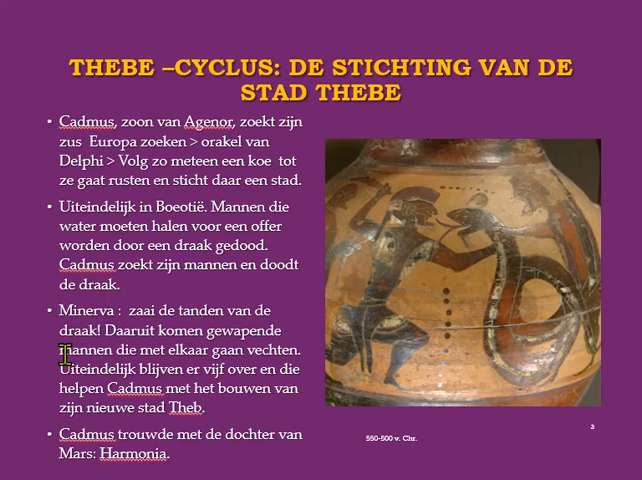 THEBE –CYCLUS: DE STICHTING VAN DE
STAD THEBE
• Cadmus, zoon van Agenor, zoekt zijn
zus Europa zoeken > orakel van
Delphi > Volg zo meteen een koe tot
ze gaat rusten en sticht daar een stad.
• Uiteindelijk in Boeotië. Mannen die
water moeten halen voor een offer
worden door een draak gedood.
Cadmus zoekt zijn mannen en doodt
de draak.
• Minerva : zaai de tanden van de
draak! Daaruit komen gewapende
mannen die met elkaar gaan vechten.
Uiteindelijk blijven er vijf over en die
helpen Cadmus met het bouwen van
zijn nieuwe stad Theb.
• Cadmus trouwde met de dochter van
Mars: Harmonia.
550-500 v. Chr.
3